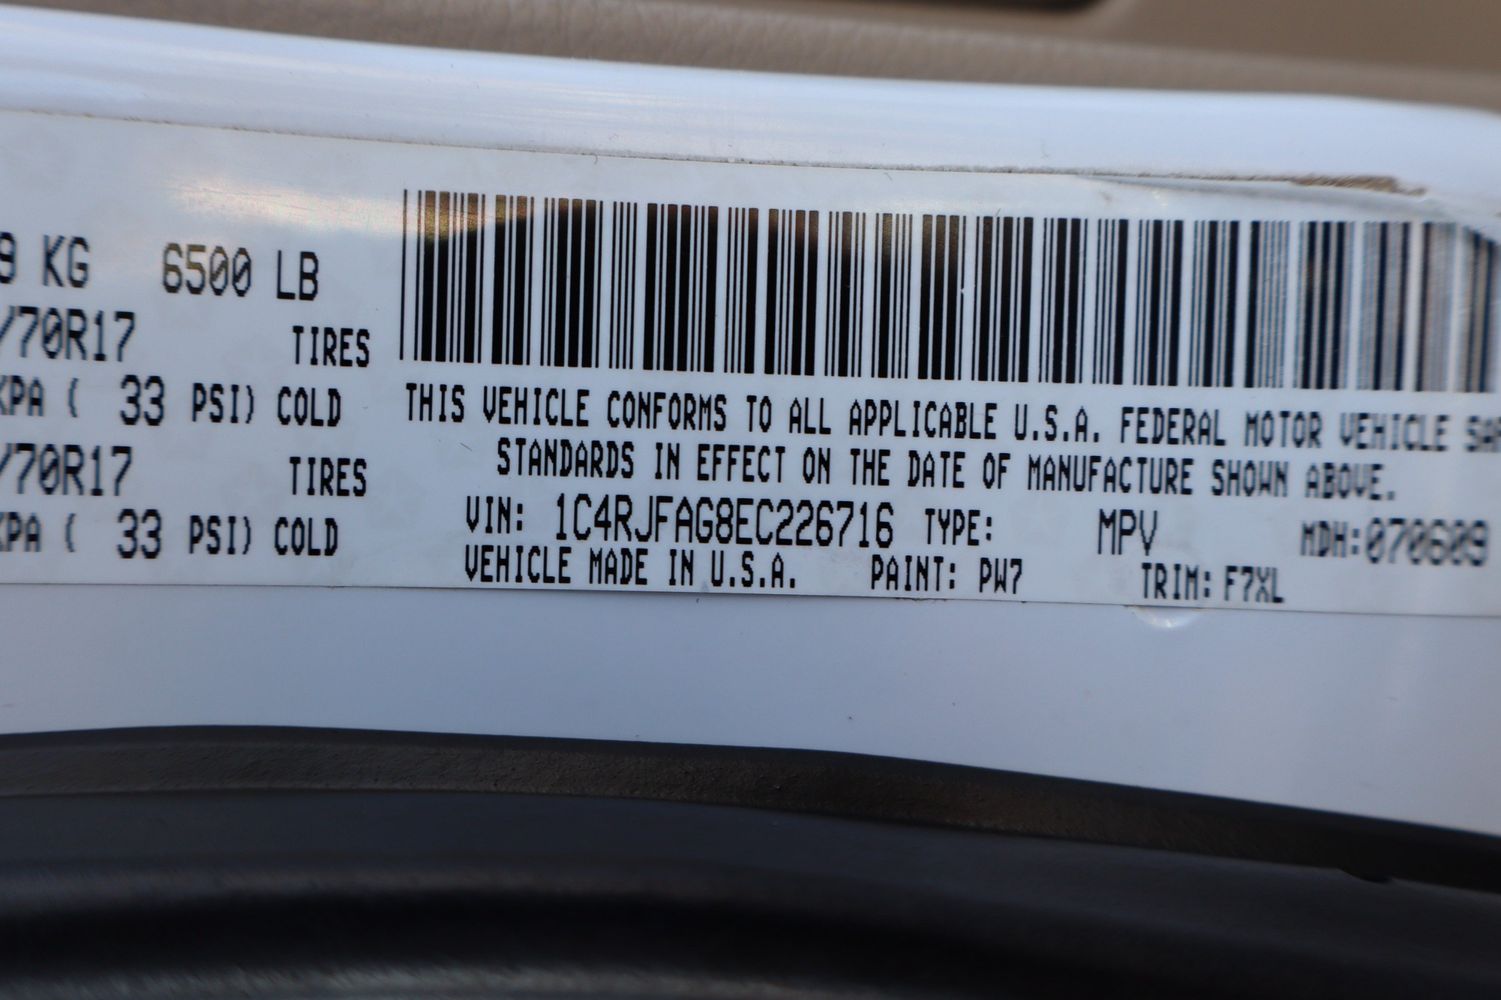 9 KG 6500 LB
/70R17 TIRES
KPA ( 33 PSI) COLD
/70R17 TIRES
KPA ( 33 PSI) COLD
THIS VEHICLE CONFORMS TO ALL APPLICABLE U.S.A. FEDERAL MOTOR VEHICLE SAF
STANDARDS IN EFFECT ON THE DATE OF MANUFACTURE SHOWN ABOVE.
VIN: 1C4RJFAG8EC226716 TYPE: MPV MDH:070609
VEHICLE MADE IN U.S.A. PAINT: PW7 TRIM: F7XL